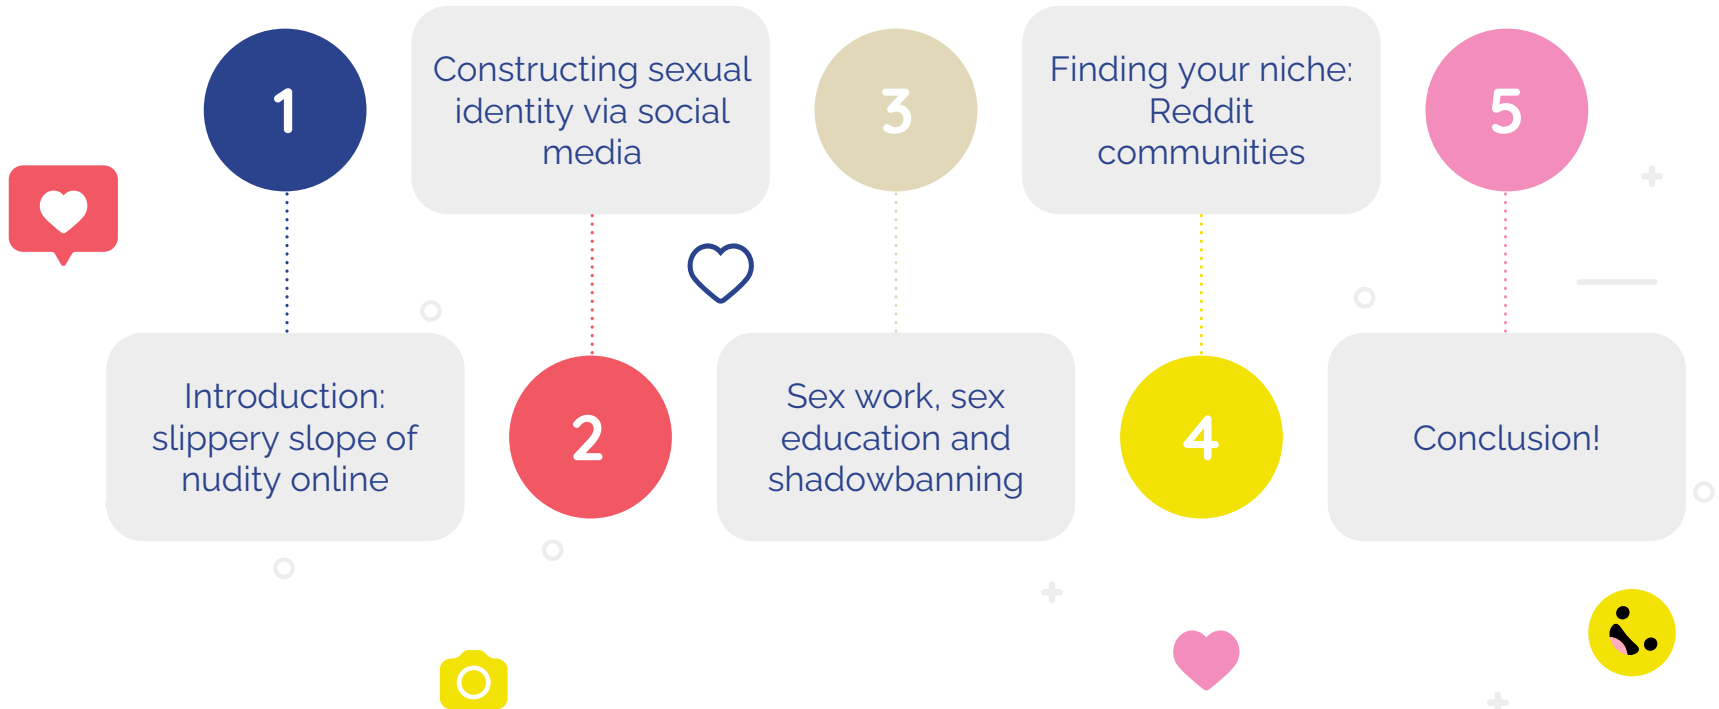 1
Introduction:
slippery slope of
nudity online
2
Constructing sexual
identity via social
media
3
Sex work, sex
education and
shadowbanning
4
Finding your niche:
Reddit
communities
5
Conclusion!